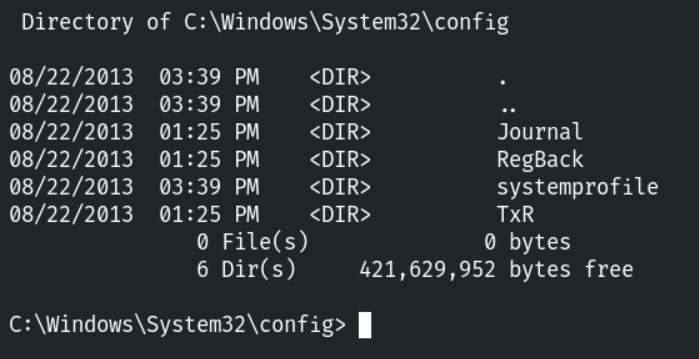 Directory of C:\Windows\System32\config
08/22/2013  03:39 PM    <DIR>          .
08/22/2013  03:39 PM    <DIR>          ..
08/22/2013  01:25 PM    <DIR>          Journal
08/22/2013  01:25 PM    <DIR>          RegBack
08/22/2013  03:39 PM    <DIR>          systemprofile
08/22/2013  01:25 PM    <DIR>          TxR
0 File(s)              0 bytes
6 Dir(s)     421,629,952 bytes free
C:\Windows\System32\config>